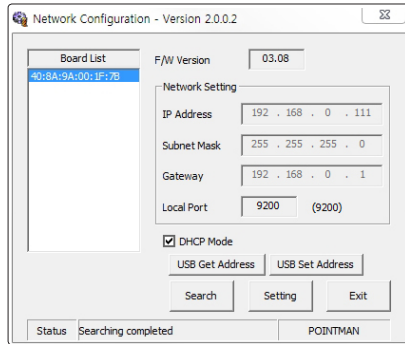 Network Configuration - Version 2.0.0.2
Board List
40:8A:9A:00:1F:7B
F/W Version 03.08
Network Setting
IP Address 192 . 168 . 0 . 111
Subnet Mask 255 . 255 . 255 . 0
Gateway 192 . 168 . 0 . 1
Local Port 9200 (9200)
DHCP Mode
USB Get Address USB Set Address
Search Setting Exit
Status Searching completed POINTMAN